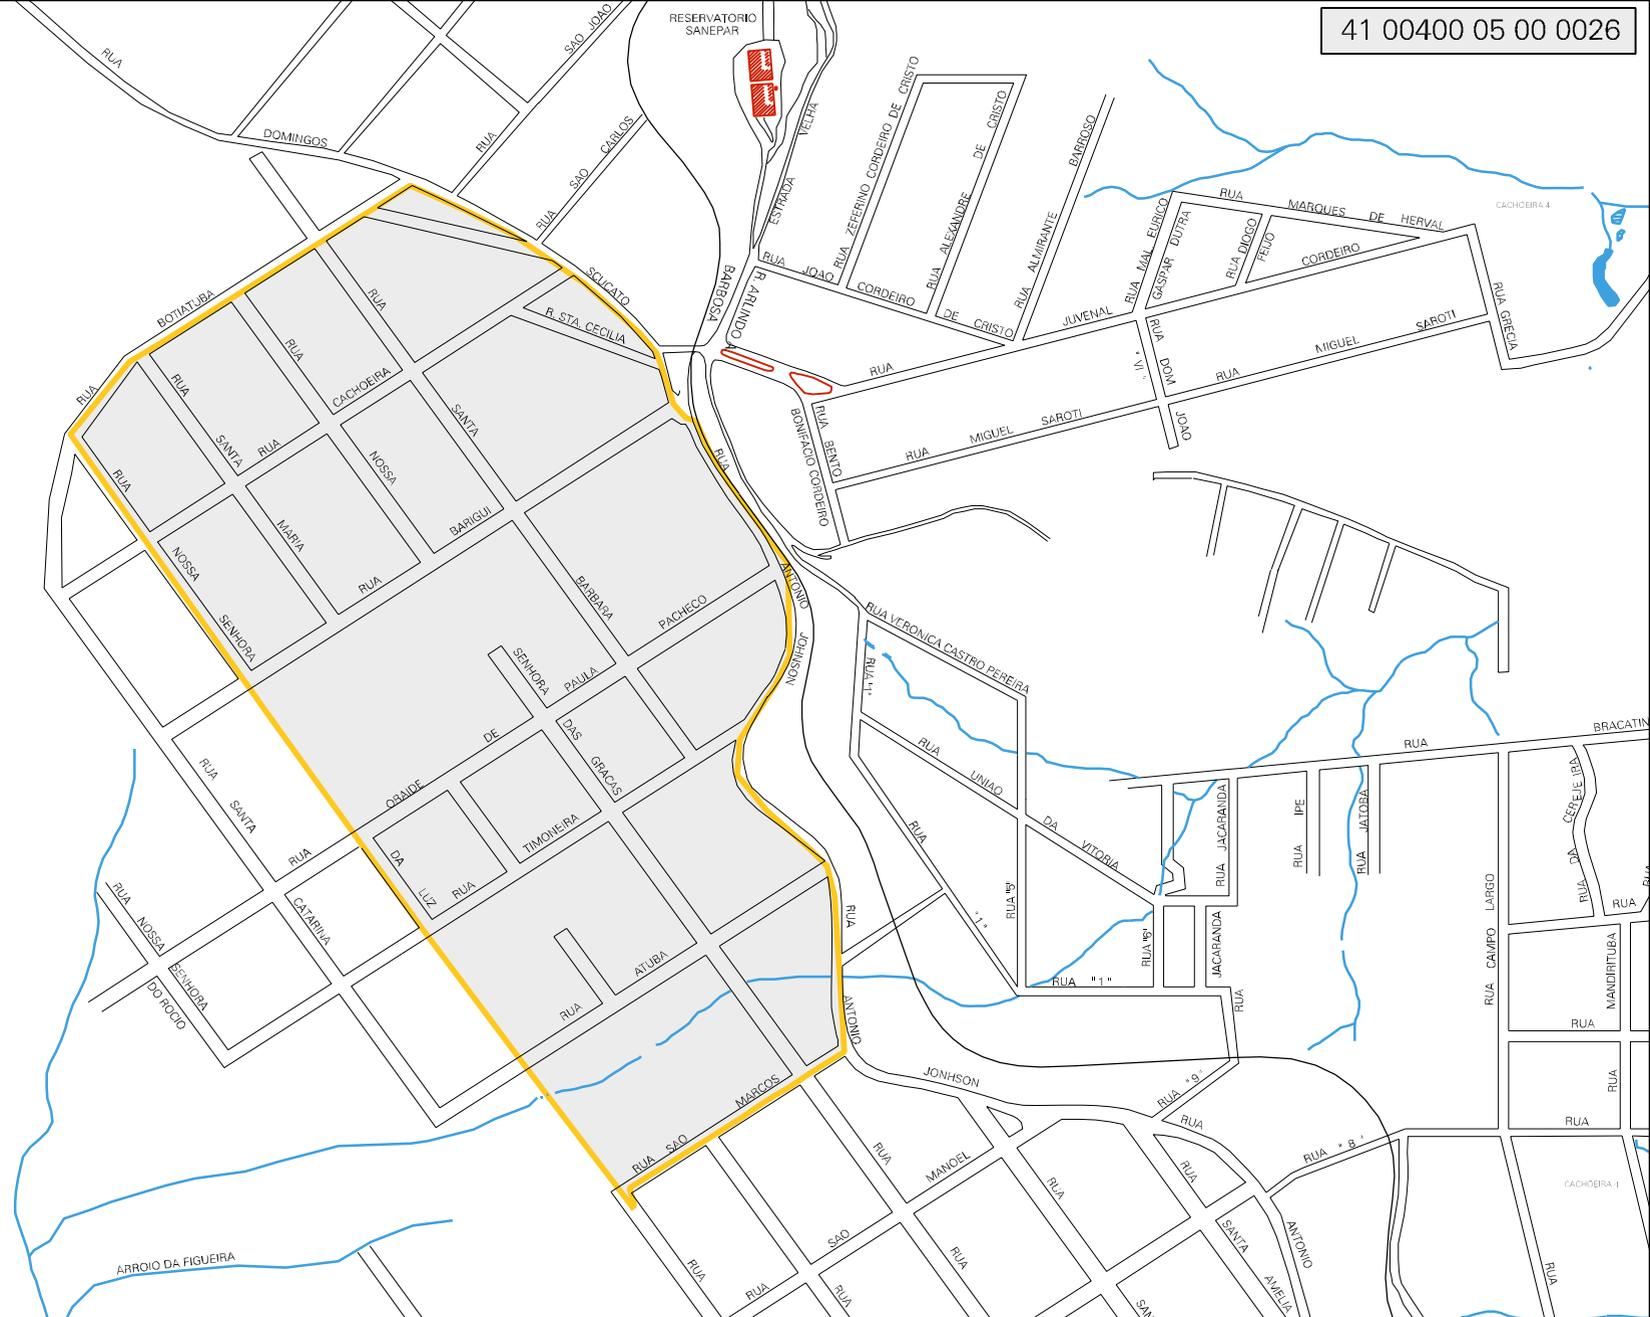 41 00400 05 00 0026
RESERVATORIO
SANEPAR
RUA
DOMINGOS
RUA
SAO JOAO
RUA
SAO CARLOS
ESTRADA
VELHA
RUA ZEFERINO CORDEIRO DE CRISTO
RUA ALEXANDRE DE CRISTO
RUA ALMIRANTE BARROSO
RUA MARQUES DE HERVAL
CACHOEIRA 4
RUA MAL EURICO
GASPAR DUTRA
RUA DIOGO
FEIJO
CORDEIRO
RUA JOAO
CORDEIRO
DE CRISTO
BARBOSA
R. ARLINDO
RUA
JUVENAL
RUA GRECIA
RUA DOM
JOAO
"VI"
RUA
MIGUEL
SAROTI
RUA
MIGUEL
SAROTI
RUA BENTO
BONIFACIO CORDEIRO
BOTIATUBA
RUA
SCUCATO
R. STA. CECILIA
RUA
RUA
RUA
CACHOEIRA
RUA
SANTA
SANTA
NOSSA
RUA
RUA
NOSSA
MARIA
BARIGUI
RUA
SENHORA
BARBARA
PACHECO
ANTONIO
JOHNSON
RUA VERONICA CASTRO PEREIRA
RUA "1"
SENHORA
PAULA
DE
DAS
GRACAS
ORAIDE
RUA
TIMONEIRA
RUA
DA
LUZ
RUA
SANTA
CATARINA
RUA
NOSSA
SENHORA
DO ROCIO
RUA
UNIAO
DA
VITORIA
RUA
"1"
RUA "5"
RUA "1"
RUA "6"
JACARANDA
RUA
RUA JACARANDA
RUA IPE
RUA JATOBA
RUA
BRACATIN
RUA DA CEREJEIRA
RUA
RUA CAMPO LARGO
MANDIRITUBA
RUA
RUA
RUA
RUA
ANTONIO
ATUBA
RUA
JONHSON
RUA "9"
RUA
RUA "8"
MARCOS
SAO
RUA
RUA
MANOEL
SAO
RUA
RUA
RUA
RUA
RUA
RUA
SANTA
AMELIA
ANTONIO
CACHOEIRA
RUA
ARROIO DA FIGUEIRA